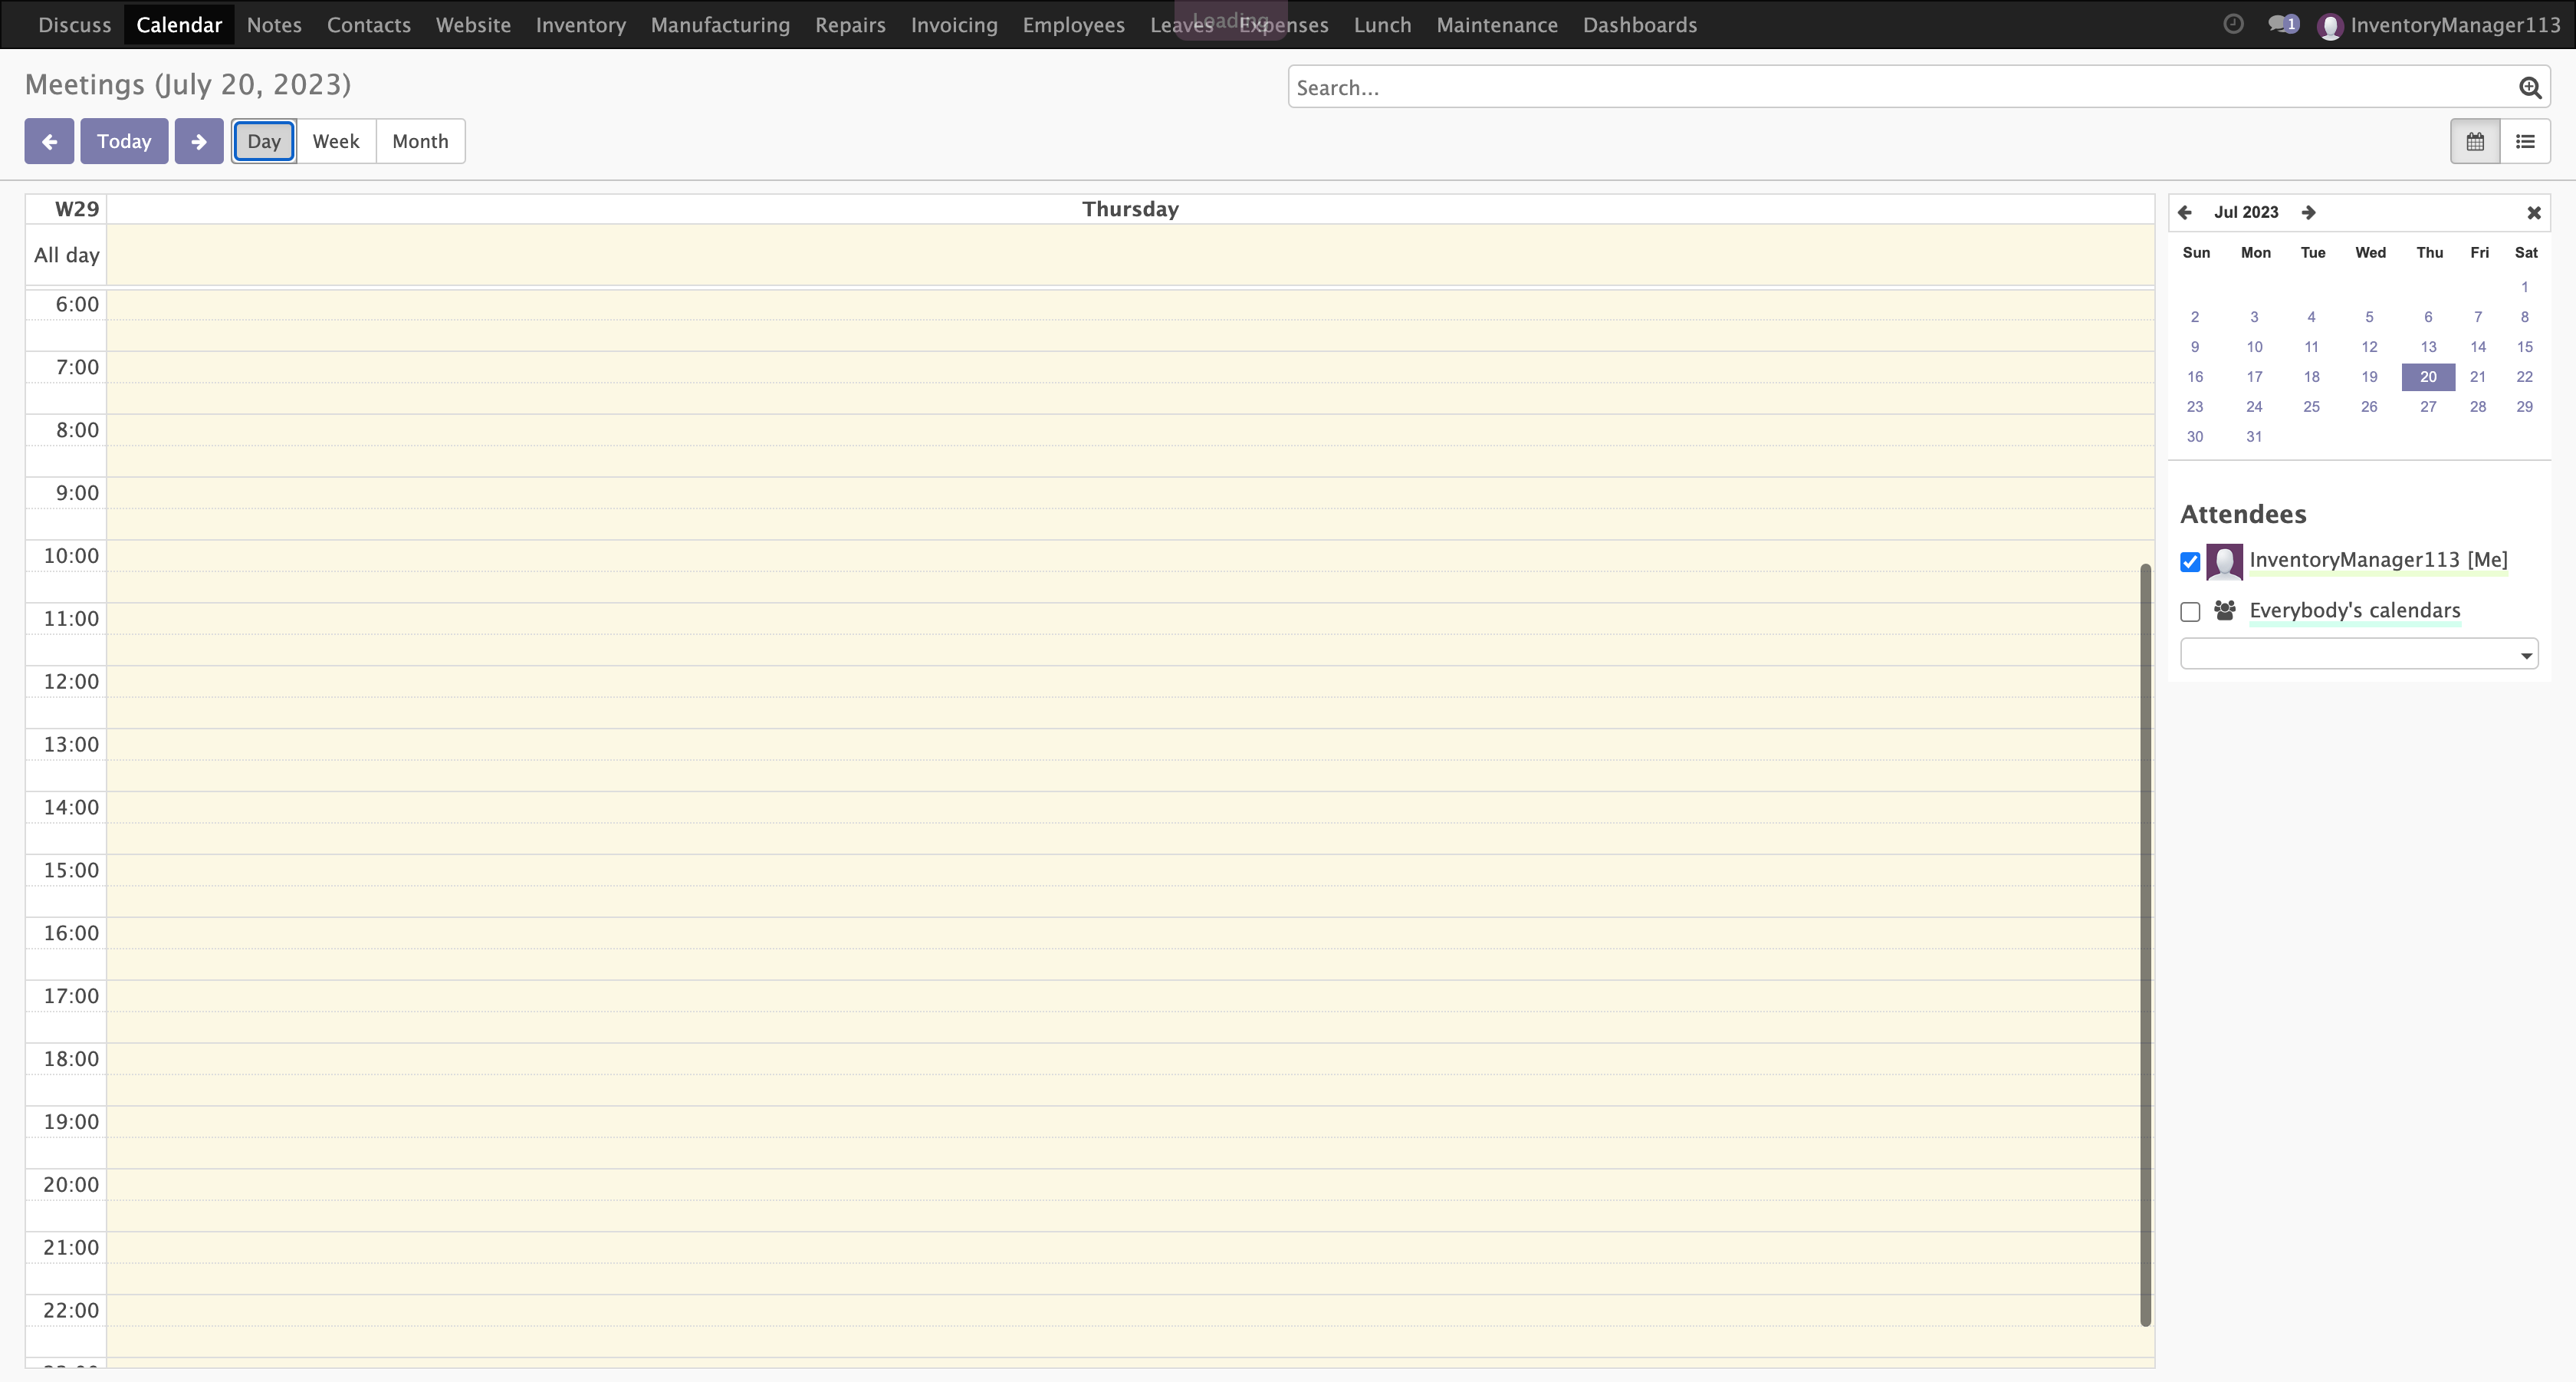 Discuss Calendar Notes Contacts Website Inventory Manufacturing Repairs Invoicing Employees Leaves Expenses Lunch Maintenance Dashboards 1 InventoryManager113
Loading
Meetings (July 20, 2023)
Search...
Today Day Week Month
W29 Thursday
All day
6:00
7:00
8:00
9:00
10:00
11:00
12:00
13:00
14:00
15:00
16:00
17:00
18:00
19:00
20:00
21:00
22:00
Jul 2023
Sun Mon Tue Wed Thu Fri Sat
1
2 3 4 5 6 7 8
9 10 11 12 13 14 15
16 17 18 19 20 21 22
23 24 25 26 27 28 29
30 31
Attendees
InventoryManager113 [Me]
Everybody's calendars